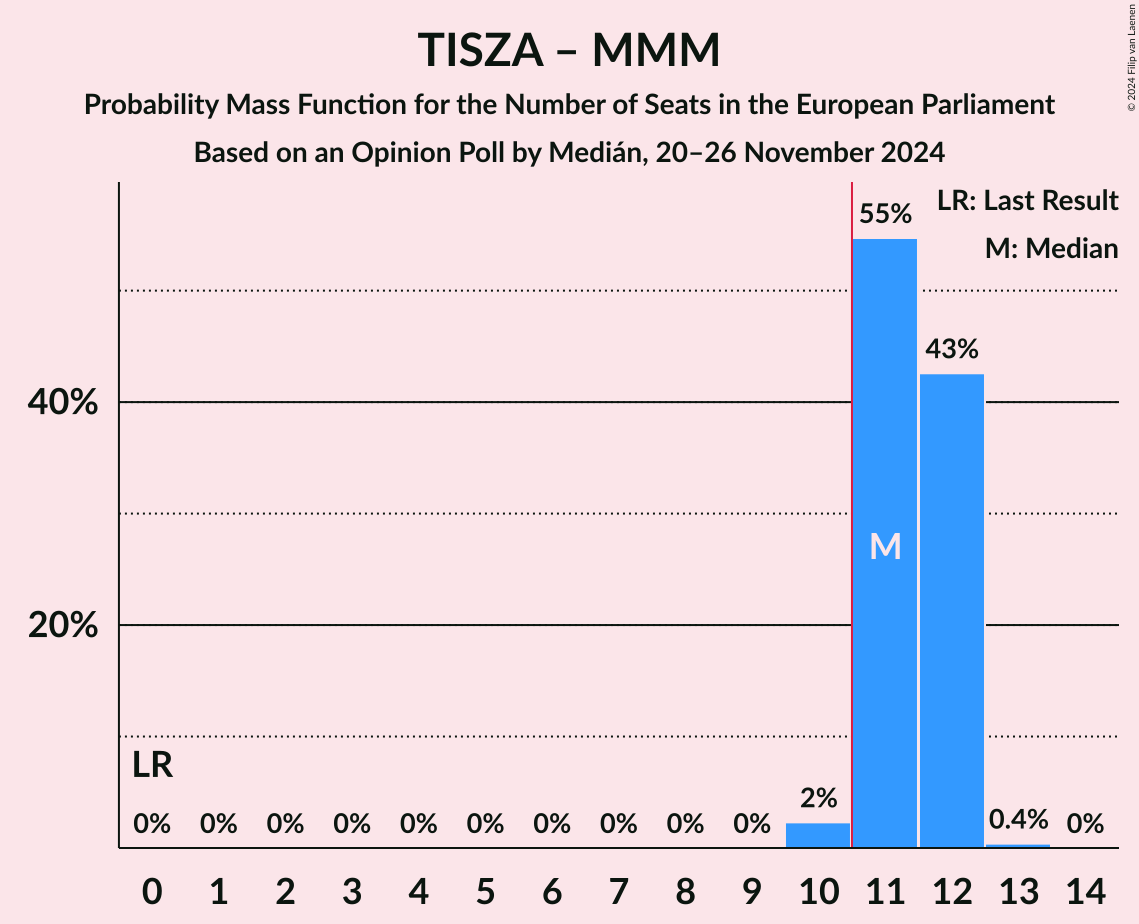 TISZA – MMM
Probability Mass Function for the Number of Seats in the European Parliament
Based on an Opinion Poll by Medián, 20–26 November 2024
© 2024 Filip van Laenen
LR: Last Result
M: Median
55%
43%
40%
M
20%
LR
0% 0% 0% 0% 0% 0% 0% 0% 0% 0% 2% 0.4% 0%
0 1 2 3 4 5 6 7 8 9 10 11 12 13 14